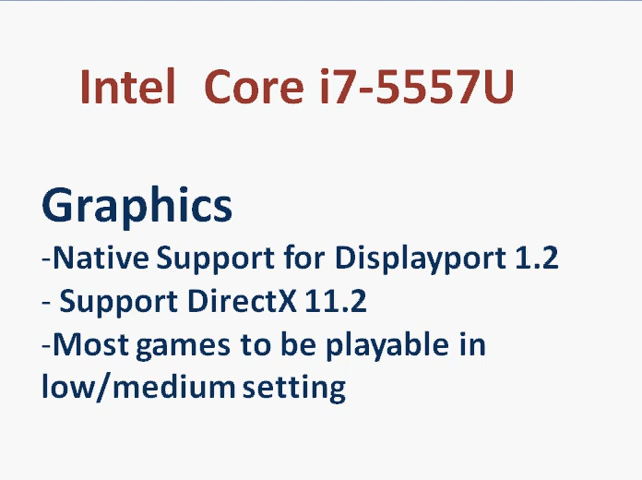 Intel  Core i7-5557U
Graphics
-Native Support for Displayport 1.2
- Support DirectX 11.2
-Most games to be playable in
low/medium setting